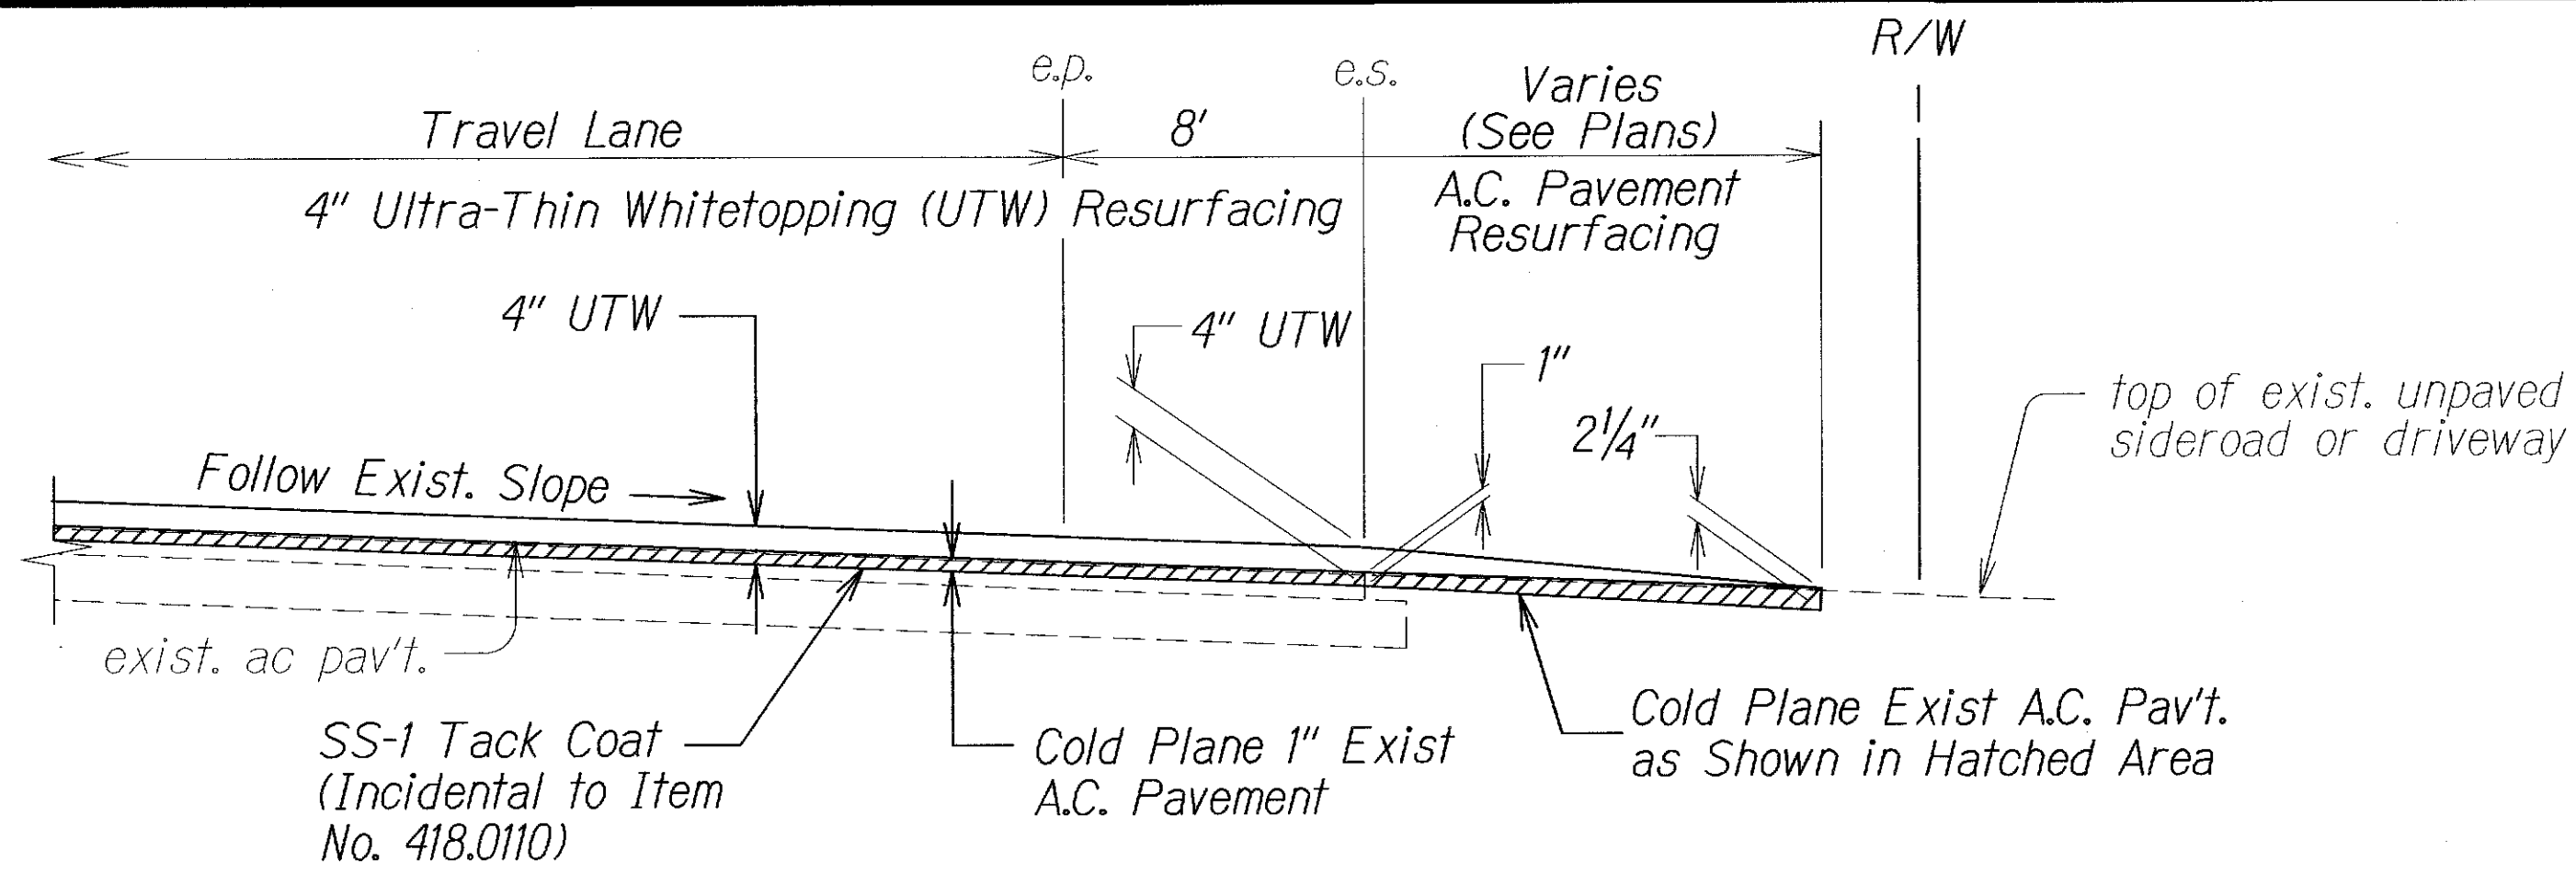 R/W
e.p.
e.s.
Varies
(See Plans)
Travel Lane
8'
4" Ultra-Thin Whitetopping (UTW) Resurfacing
A.C. Pavement
Resurfacing
4" UTW
4" UTW
1"
2 1/4"
top of exist. unpaved
sideroad or driveway
Follow Exist. Slope
exist. ac pav't.
SS-1 Tack Coat
(Incidental to Item
No. 418.0110)
Cold Plane 1" Exist
A.C. Pavement
Cold Plane Exist A.C. Pav't.
as Shown in Hatched Area